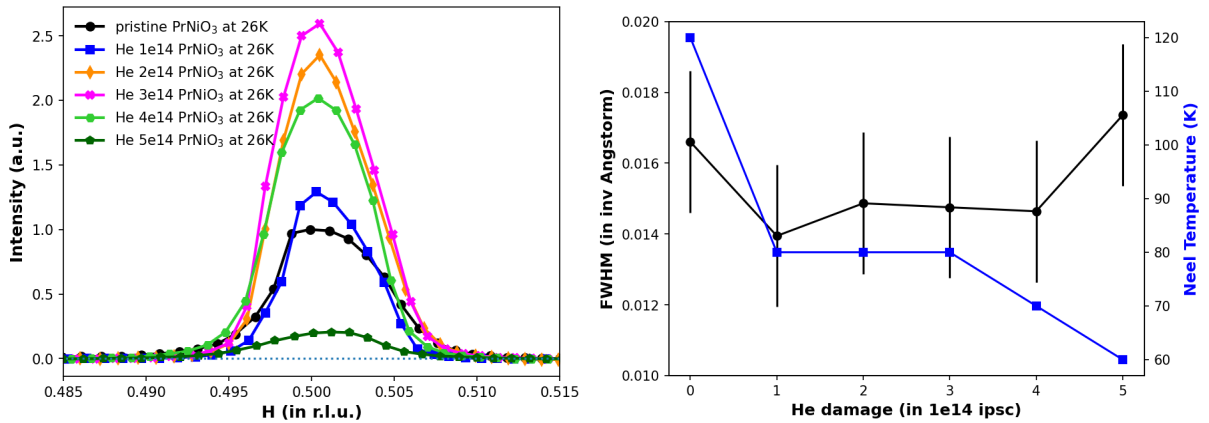 pristine PrNiO₃ at 26K
He 1e14 PrNiO₃ at 26K
He 2e14 PrNiO₃ at 26K
He 3e14 PrNiO₃ at 26K
He 4e14 PrNiO₃ at 26K
He 5e14 PrNiO₃ at 26K
Intensity (a.u.)
2.5
2.0
1.5
1.0
0.5
0.0
0.485 0.490 0.495 0.500 0.505 0.510 0.515
H (in r.l.u.)
FWHM (in inv Angstorm)
0.020
0.018
0.016
0.014
0.012
0.010
0 1 2 3 4 5
He damage (in 1e14 ipsc)
120
110
100
90
80
70
60
Neel Temperature (K)